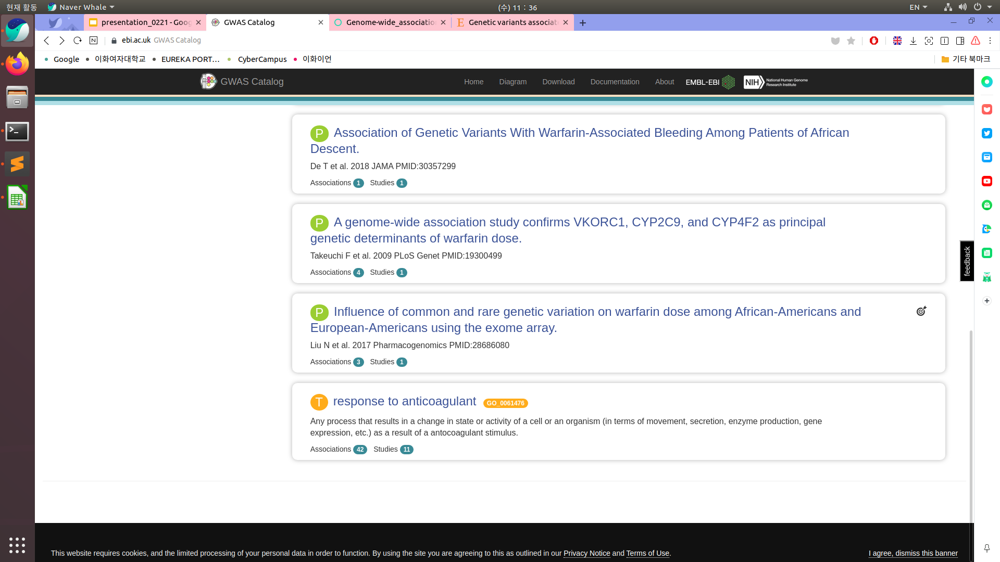 현재 활동
Naver Whale
(수) 11 : 36
EN
presentation_0221 - Goog
GWAS Catalog
Genome-wide_association
Genetic variants associate
ebi.ac.uk GWAS Catalog
Google
이화여자대학교
EUREKA PORT…
CyberCampus
이화이언
기타 북마크
GWAS Catalog
Home
Diagram
Download
Documentation
About
EMBL-EBI
NIH National Human Genome
Research Institute
P Association of Genetic Variants With Warfarin-Associated Bleeding Among Patients of African
Descent.
De T et al. 2018 JAMA PMID:30357299
Associations 1 Studies 1
P A genome-wide association study confirms VKORC1, CYP2C9, and CYP4F2 as principal
genetic determinants of warfarin dose.
Takeuchi F et al. 2009 PLoS Genet PMID:19300499
Associations 4 Studies 1
feedback
P Influence of common and rare genetic variation on warfarin dose among African-Americans and
European-Americans using the exome array.
Liu N et al. 2017 Pharmacogenomics PMID:28686080
Associations 3 Studies 1
T response to anticoagulant GO_0061476
Any process that results in a change in state or activity of a cell or an organism (in terms of movement, secretion, enzyme production, gene
expression, etc.) as a result of a antocoagulant stimulus.
Associations 42 Studies 11
This website requires cookies, and the limited processing of your personal data in order to function. By using the site you are agreeing to this as outlined in our Privacy Notice and Terms of Use.
I agree, dismiss this banner